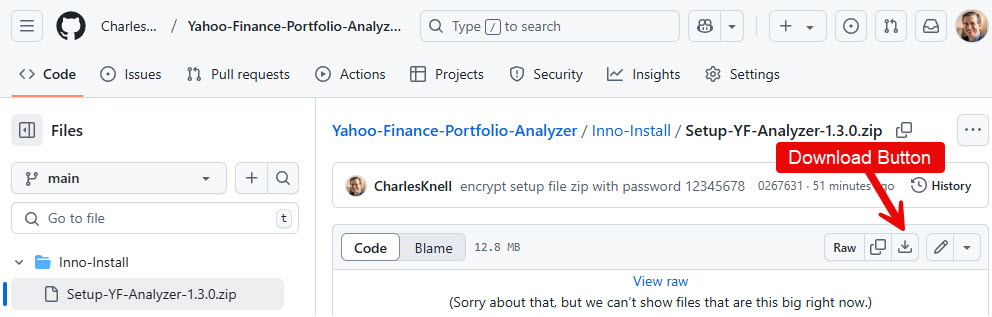 Charles... / Yahoo-Finance-Portfolio-Analyz... Type / to search
Code Issues Pull requests Actions Projects Security Insights Settings
Files
main
Go to file t
Inno-Install
Setup-YF-Analyzer-1.3.0.zip
Yahoo-Finance-Portfolio-Analyzer / Inno-Install / Setup-YF-Analyzer-1.3.0.zip
Download Button
CharlesKnell encrypt setup file zip with password 12345678 0267631 · 51 minutes ago History
Code Blame 12.8 MB Raw
View raw
(Sorry about that, but we can't show files that are this big right now.)